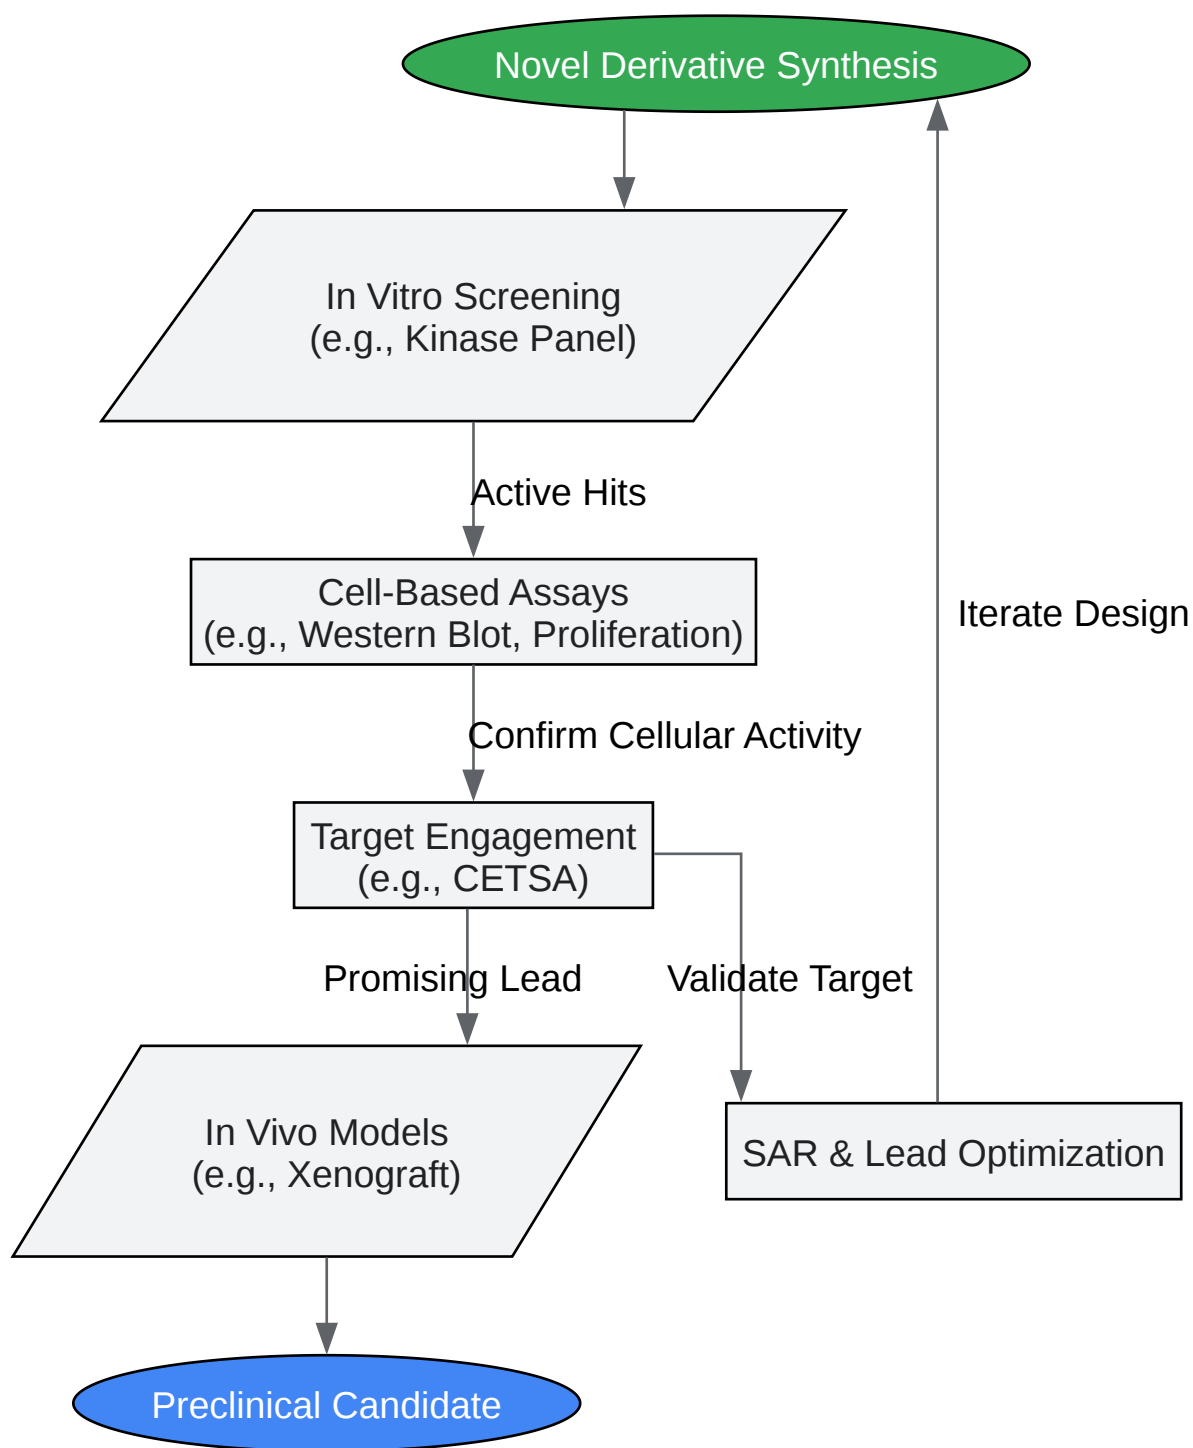 Novel Derivative Synthesis
In Vitro Screening
(e.g., Kinase Panel)
Active Hits
Cell-Based Assays
(e.g., Western Blot, Proliferation)
Iterate Design
Confirm Cellular Activity
Target Engagement
(e.g., CETSA)
Promising Lead
Validate Target
In Vivo Models
(e.g., Xenograft)
SAR & Lead Optimization
Preclinical Candidate